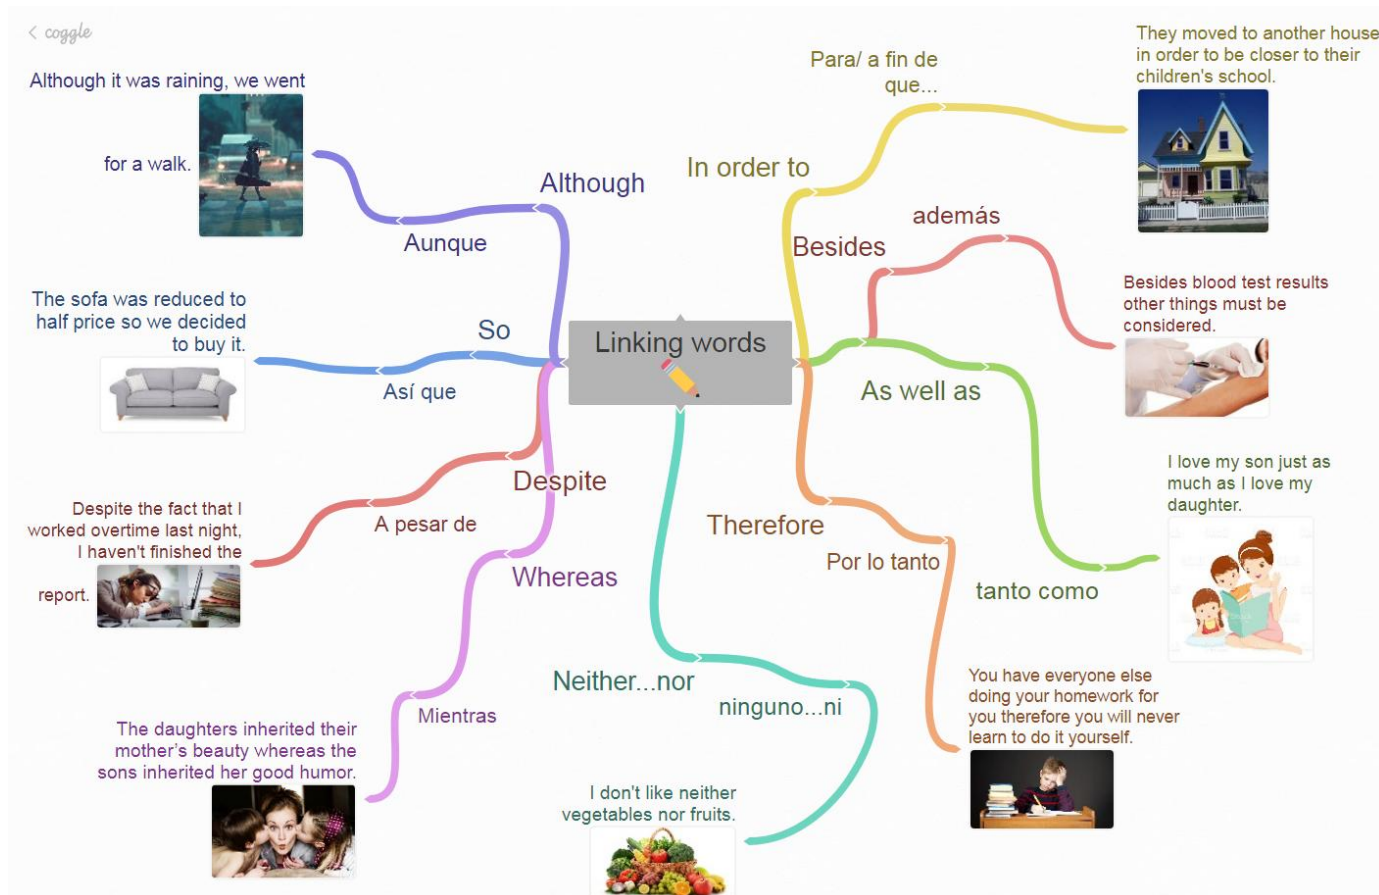 coggle
Although it was raining, we went
for a walk.
Although
Aunque
The sofa was reduced to
half price so we decided
to buy it.
So
Así que
Despite the fact that I
worked overtime last night,
I haven't finished the
report.
Despite
A pesar de
The daughters inherited their
mother's beauty whereas the
sons inherited her good humor.
Whereas
Mientras
Linking words
Neither...nor
ninguno...ni
I don't like neither
vegetables nor fruits.
In order to
Para/ a fin de
que...
They moved to another house
in order to be closer to their
children's school.
Besides
además
Besides blood test results
other things must be
considered.
As well as
tanto como
I love my son just as
much as I love my
daughter.
Therefore
Por lo tanto
You have everyone else
doing your homework for
you therefore you will never
learn to do it yourself.